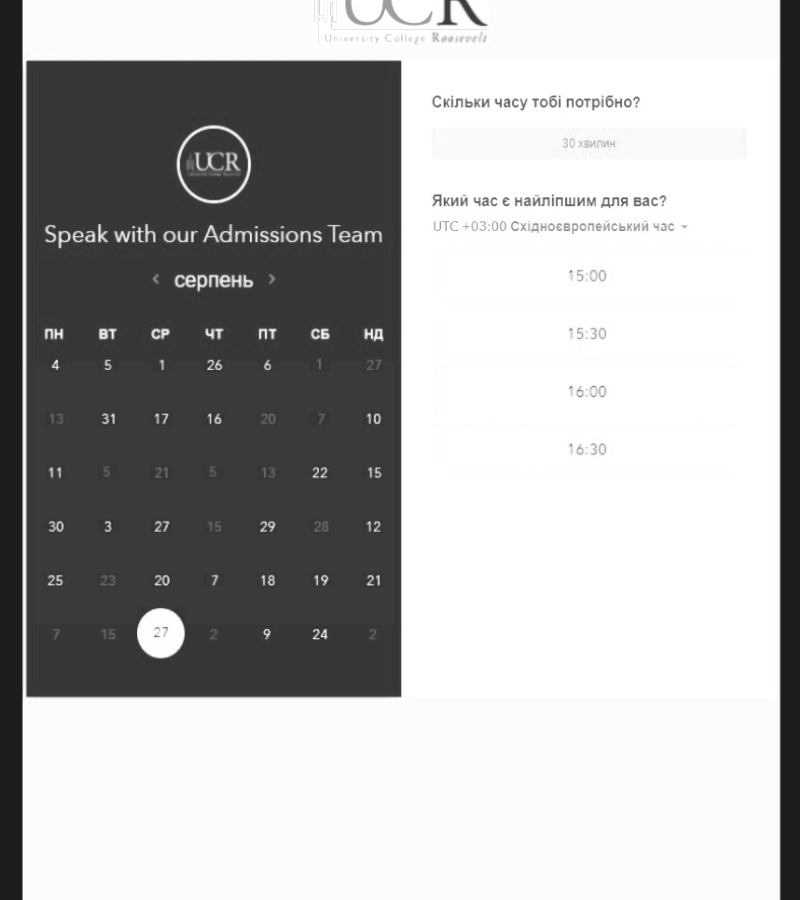 UCR
University College Roosevelt
UCR
Speak with our Admissions Team
< серпень >
ПН ВТ СР ЧТ ПТ СБ НД
4 5 1 26 6 1 27
13 31 17 16 20 7 10
11 5 21 5 13 22 15
30 3 27 15 29 28 12
25 23 20 7 18 19 21
7 15 27 2 9 24 2
Скільки часу тобі потрібно?
30 хвилин
Який час є найліпшим для вас?
UTC +03:00 Східноєвропейський час
15:00
15:30
16:00
16:30